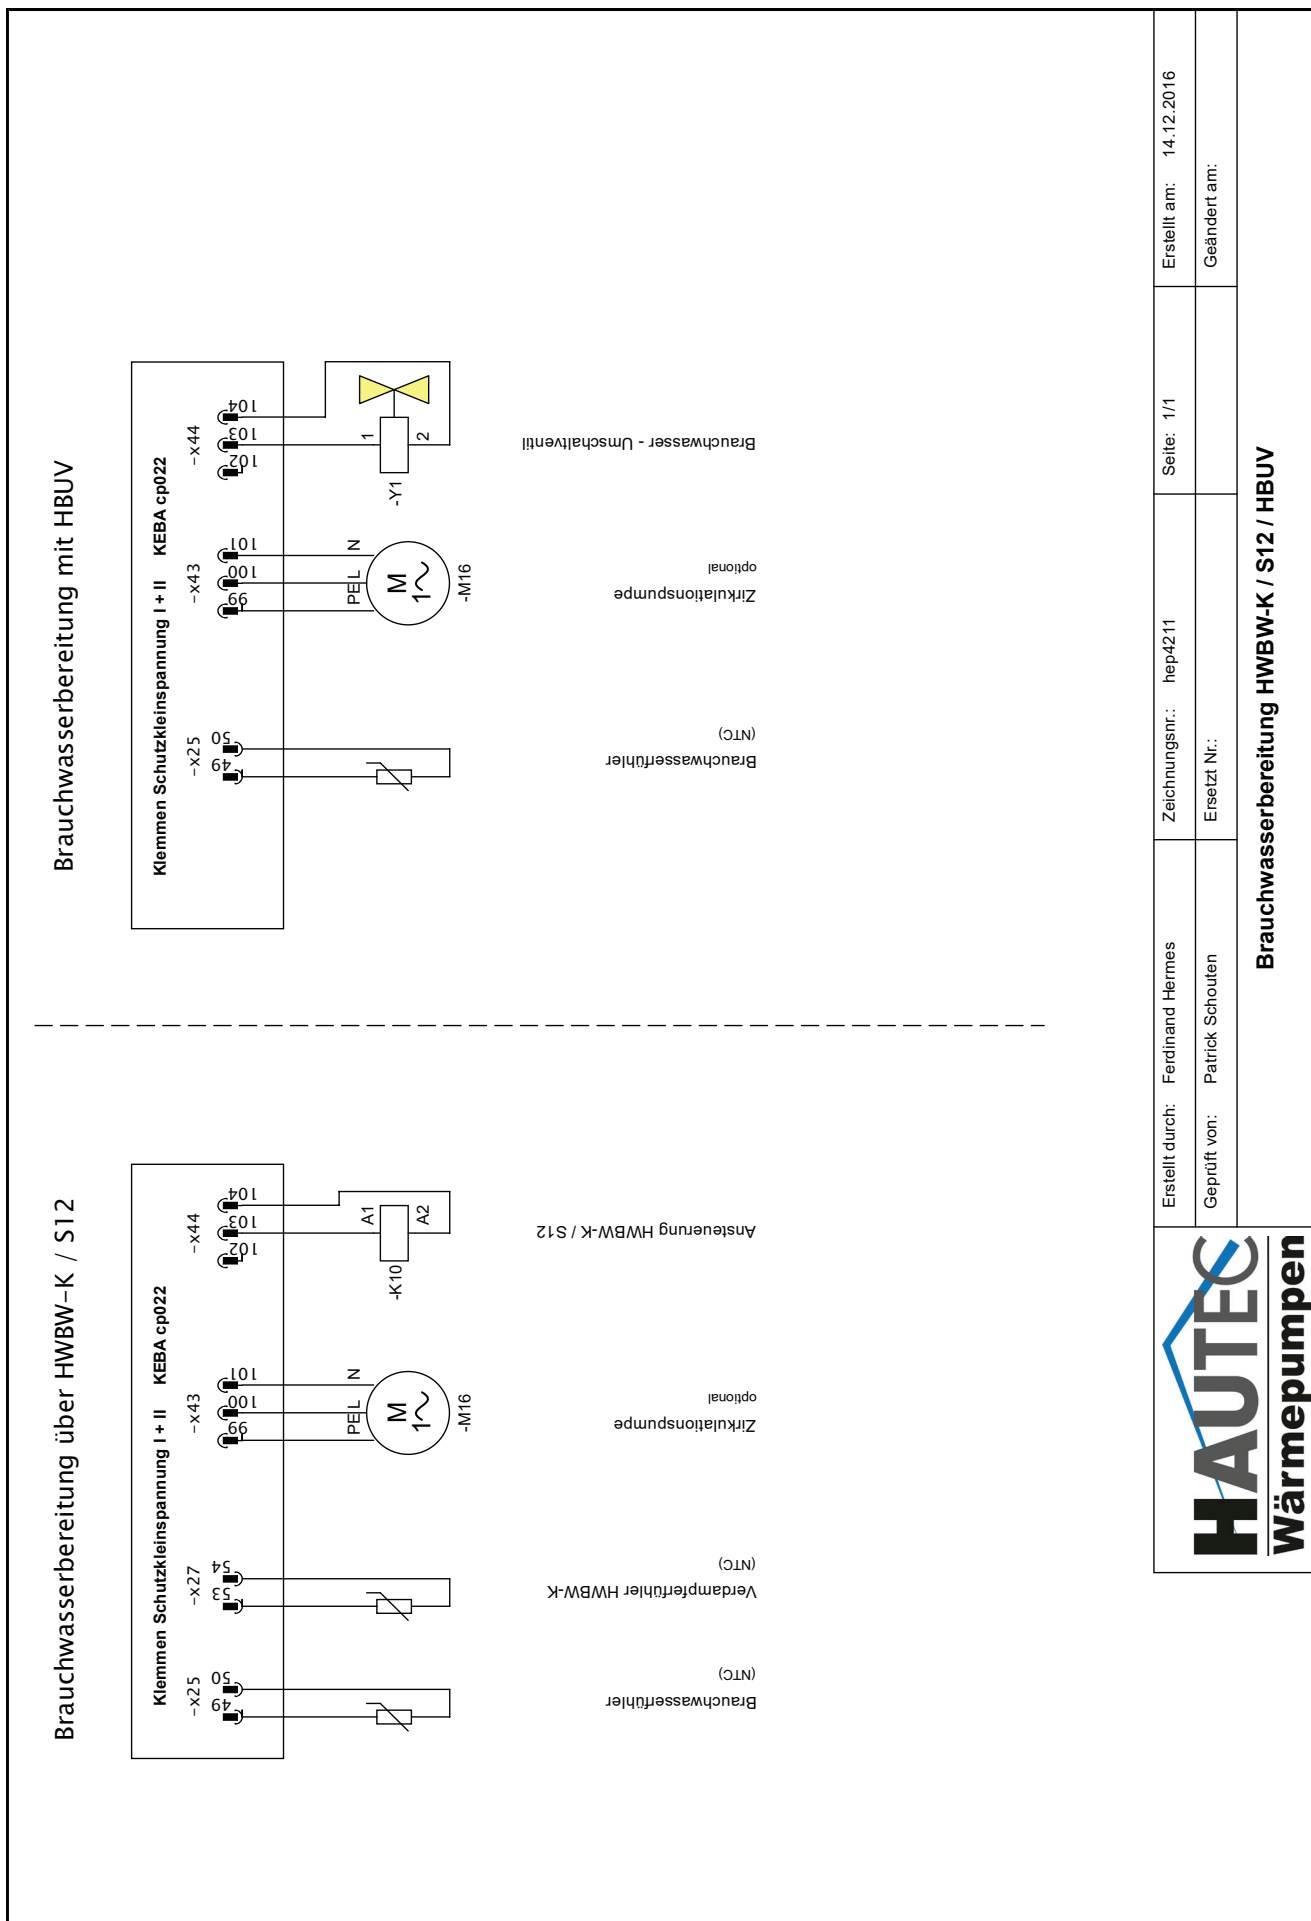 Brauchwasserbereitung über HWBW-K / S12
Klemmen Schutzkleinspannung I + II KEBA cp022
-x25
-x27
-x43
-x44
49 50
53 54
99 100 101
102 103 104
PE L N
M
1
-M16
A1
A2
-K10
Brauchwasserfühler
(NTC)
Verdampferfürfühler HWBW-K
(NTC)
Zirkulationspumpe
optional
Ansteuerung HWBW-K / S12
Brauchwasserbereitung mit HBUV
Klemmen Schutzkleinspannung I + II KEBA cp022
-x25
-x43
-x44
49 50
99 100 101
102 103 104
PE L N
M
1
-M16
1
2
-Y1
Brauchwasserfühler
(NTC)
Zirkulationspumpe
optional
Brauchwasser - Umschaltventil
HAUTEC
Wärmepumpen
Erstellt durch: Ferdinand Hermes
Zeichnungsnr.: hep4211
Seite: 1/1
Erstellt am: 14.12.2016
Geprüft von: Patrick Schouten
Ersetzt Nr.:
Geändert am:
Brauchwasserbereitung HWBW-K / S12 / HBUV